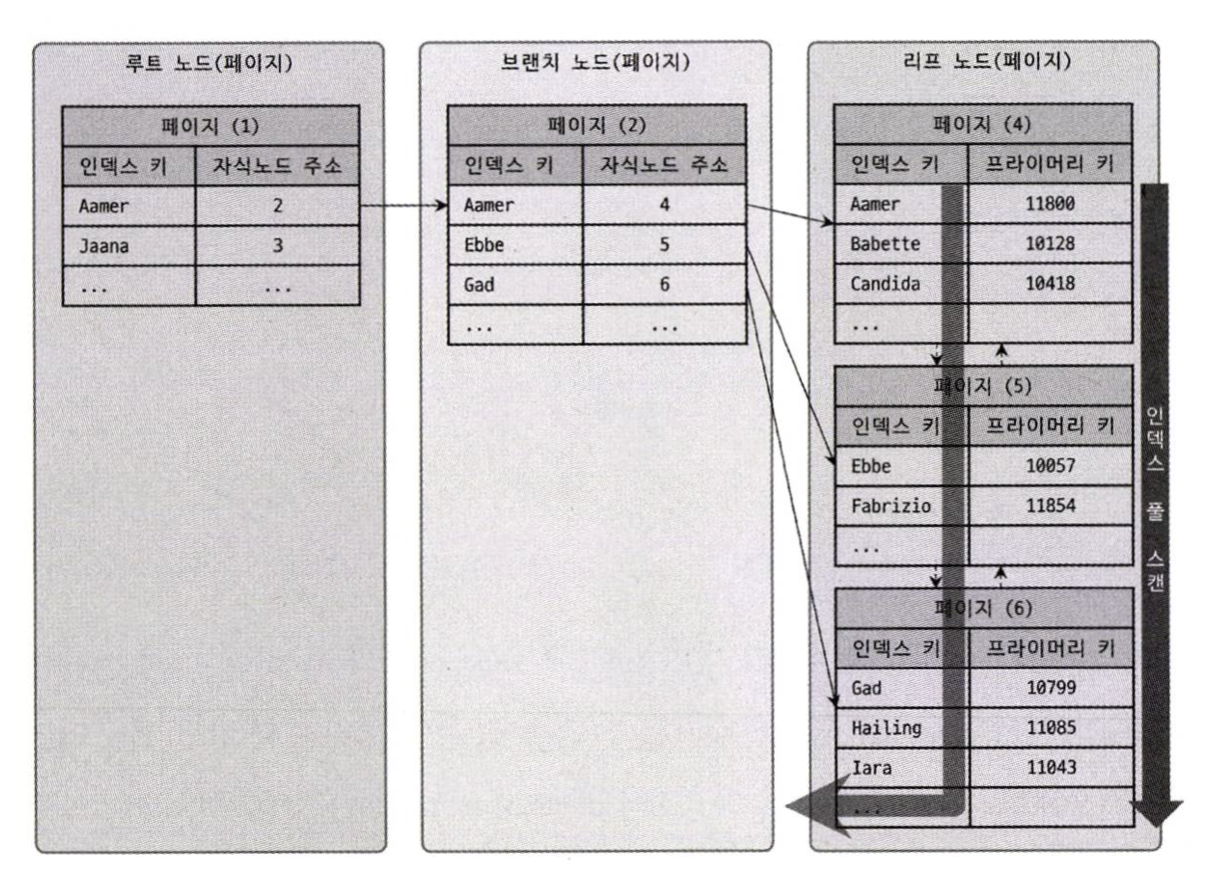 루트 노드(페이지)
페이지 (1)
인덱스 키 자식노드 주소
Aamer 2
Jaana 3
... ...
브랜치 노드(페이지)
페이지 (2)
인덱스 키 자식노드 주소
Aamer 4
Ebbe 5
Gad 6
... ...
리프 노드(페이지)
페이지 (4)
인덱스 키 프라이머리 키
Aamer 11800
Babette 10128
Candida 10418
...
페이지 (5)
인덱스 키 프라이머리 키
Ebbe 10057
Fabrizio 11854
...
페이지 (6)
인덱스 키 프라이머리 키
Gad 10799
Hailing 11085
Iara 11043
...
인덱스 풀 스캔